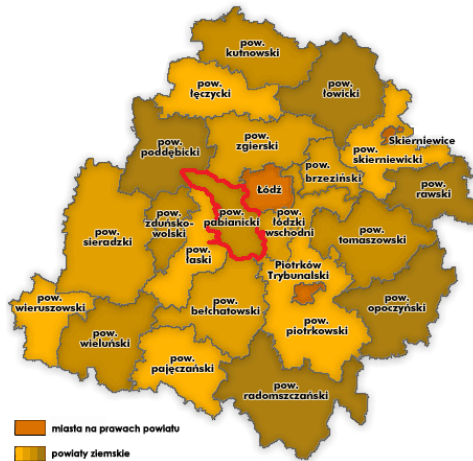 pow.
kutnowski
pow.
łęczycki
pow.
łowicki
Skierniewice
pow.
skierniewicki
pow.
poddębicki
pow.
zgierski
pow.
brzeziński
pow.
rawski
Łódź
pow.
pabianicki
pow.
zduńsko-
wolski
pow.
sieradzki
pow.
łódzki
wschodni
pow.
tomaszowski
pow.
łaski
Piotrków
Trybunalski
pow.
wieruszowski
pow.
bełchatowski
pow.
opoczyński
pow.
piotrkowski
pow.
wieluński
pow.
pajęczański
pow.
radomszczański
miasta na prawach powiatu
powiaty ziemskie